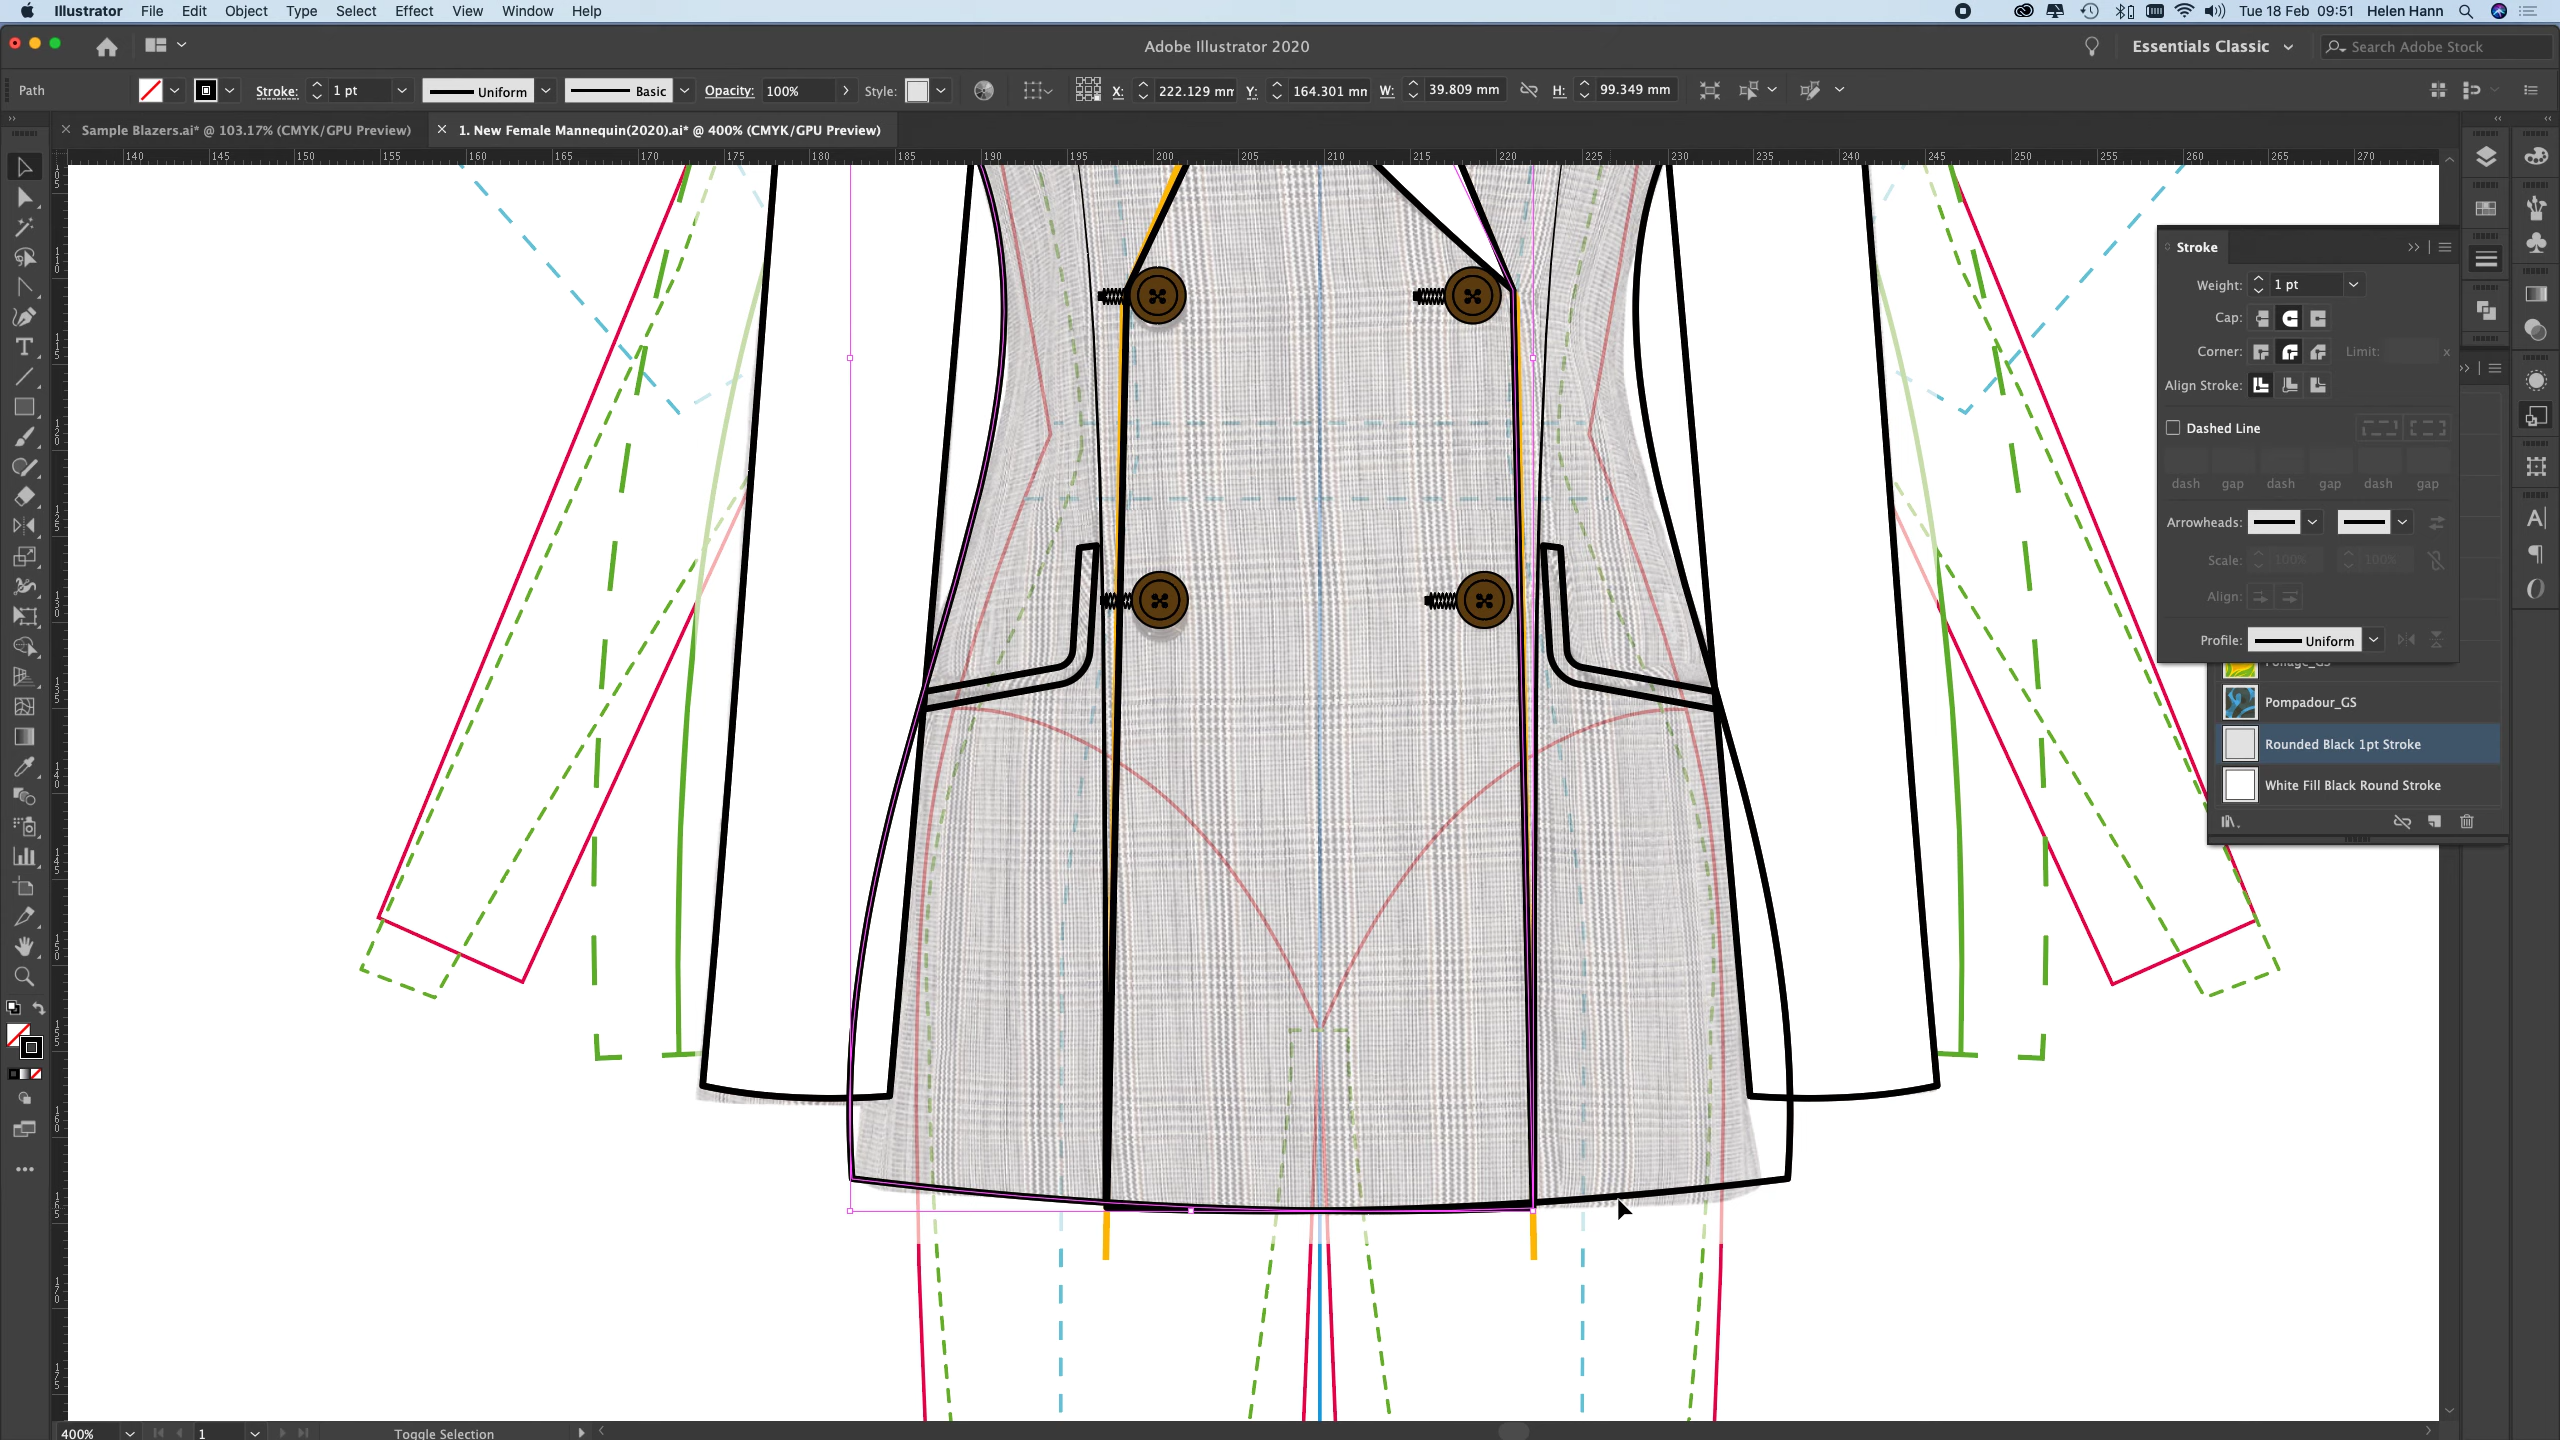 Illustrator File Edit Object Type Select Effect View Window Help
Tue 18 Feb 09:51 Helen Hann
Adobe Illustrator 2020
Essentials Classic
Search Adobe Stock
Path
Stroke: 1 pt Uniform Basic Opacity: 100% Style: X: 222.129 mm Y: 164.301 mm W: 39.809 mm H: 99.349 mm
Sample Blazers.ai* @ 103.17% (CMYK/GPU Preview)
1. New Female Mannequin(2020).ai* @ 400% (CMYK/GPU Preview)
140 145 150 155 160 165 170 175 180 185 190 195 200 205 210 215 220 225 230 235 240 245 250 255 260 265 270
Stroke
Weight: 1 pt
Cap:
Corner: Limit: x
Align Stroke:
Dashed Line
dash gap dash gap dash gap
Arrowheads:
Scale: 100% 100%
Align:
Profile: Uniform
Pompadour_GS
Rounded Black 1pt Stroke
White Fill Black Round Stroke
400% 1 Toggle Selection